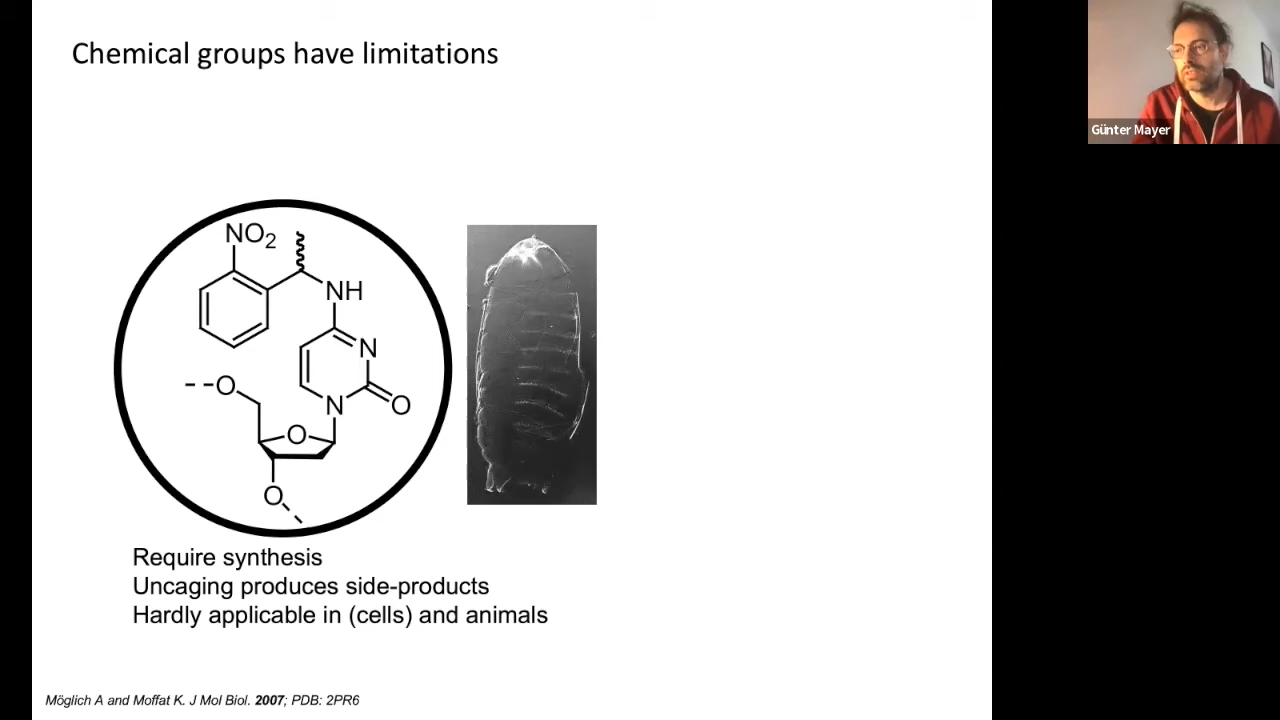 Chemical groups have limitations
Günter Mayer
NO2
NH
N
O
N
O
O
O
Require synthesis
Uncaging produces side-products
Hardly applicable in (cells) and animals
Möglich A and Moffat K. J Mol Biol. 2007; PDB: 2PR6